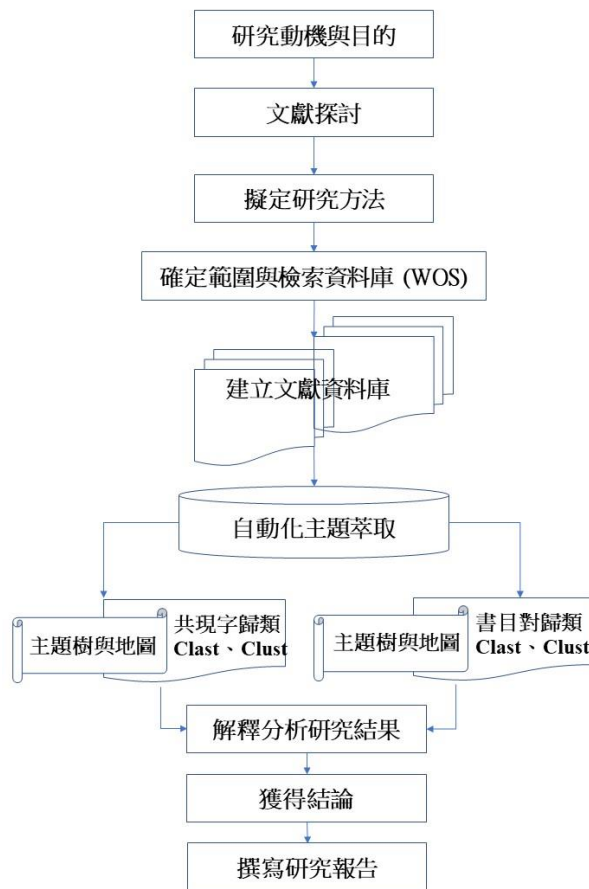 研究動機與目的
文獻探討
擬定研究方法
確定範圍與檢索資料庫 (WOS)
建立文獻資料庫
自動化主題萃取
主題樹與地圖
共現字歸類
Clast、Clust
主題樹與地圖
書目對歸類
Clast、Clust
解釋分析研究結果
獲得結論
撰寫研究報告